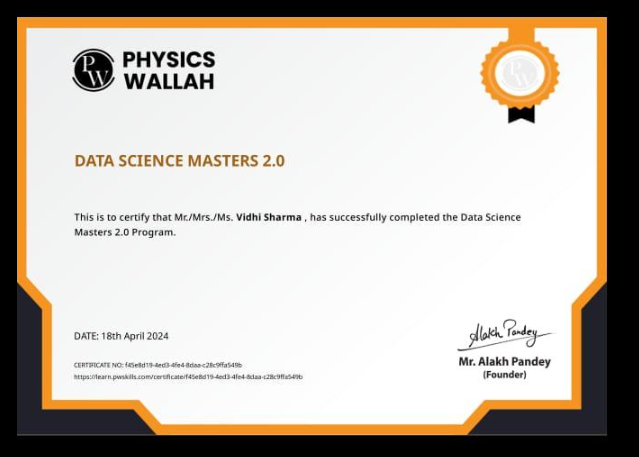 PW PHYSICS
WALLAH
PW
DATA SCIENCE MASTERS 2.0
This is to certify that Mr./Mrs./Ms. Vidhi Sharma , has successfully completed the Data Science
Masters 2.0 Program.
DATE: 18th April 2024
CERTIFICATE NO: f45e8d19-4ed3-4fe4-8daa-c28c9ffa549b
https://learn.pwskills.com/certificate/f45e8d19-4ed3-4fe4-8daa-c28c9ffa549b
Alakh Pandey
Mr. Alakh Pandey
(Founder)